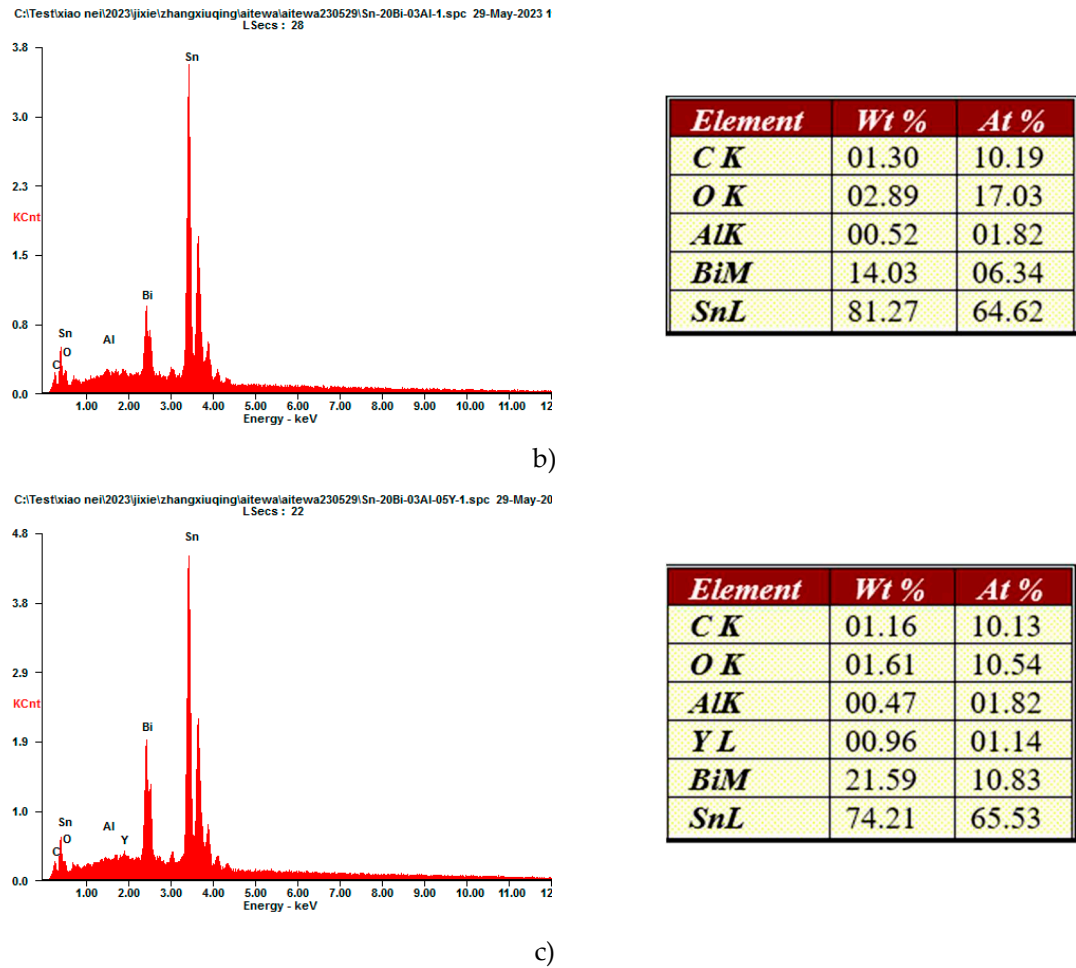 C:\Test\xiao nei\2023\jixie\zhangxiuqing\aitewa\aitewa230529\Sn-20Bi-03Al-1.spc 29-May-2023 1
LSecs : 28
3.8
3.0
2.3
KCnt
1.5
0.8
0.0
Sn
Bi
Al
Sn
O
C
1.00 2.00 3.00 4.00 5.00 6.00 7.00 8.00 9.00 10.00 11.00 12
Energy - keV
Element Wt % At %
C K 01.30 10.19
O K 02.89 17.03
AlK 00.52 01.82
BiM 14.03 06.34
SnL 81.27 64.62
b)
C:\Test\xiao nei\2023\jixie\zhangxiuqing\aitewa\aitewa230529\Sn-20Bi-03Al-05Y-1.spc 29-May-20
LSecs : 22
4.8
3.8
2.9
KCnt
1.9
1.0
0.0
Sn
Bi
Sn
Al
O
Y
C
1.00 2.00 3.00 4.00 5.00 6.00 7.00 8.00 9.00 10.00 11.00 12
Energy - keV
Element Wt % At %
C K 01.16 10.13
O K 01.61 10.54
AlK 00.47 01.82
Y L 00.96 01.14
BiM 21.59 10.83
SnL 74.21 65.53
c)